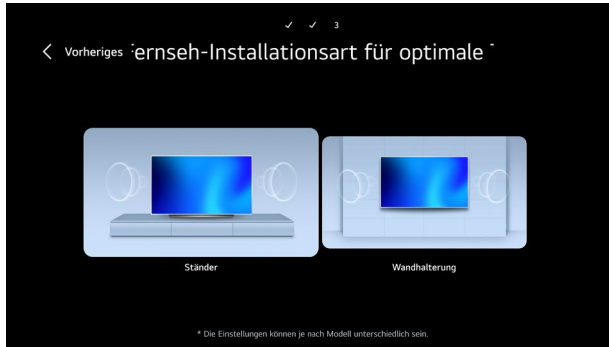 3
Vorheriges
ernseh-Installationsart für optimale
Ständer
Wandhalterung
* Die Einstellungen können je nach Modell unterschiedlich sein.